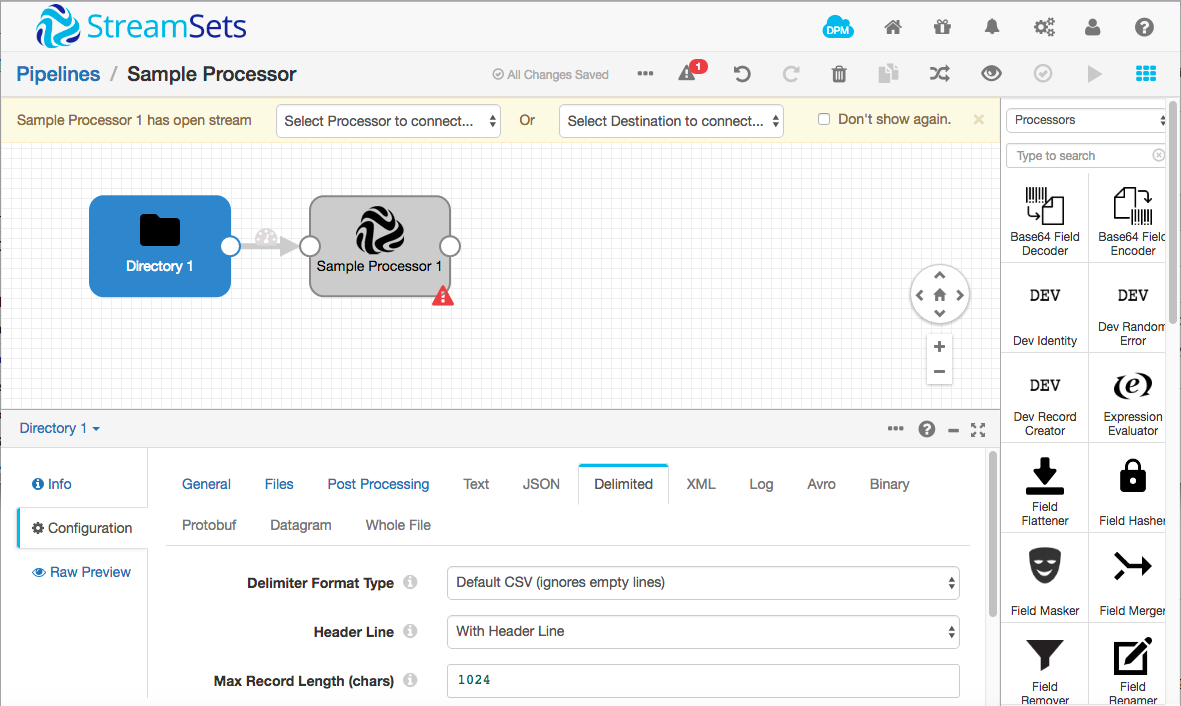 StreamSets
DPM
Pipelines / Sample Processor
All Changes Saved
1
Sample Processor 1 has open stream
Select Processor to connect...
Or
Select Destination to connect...
Don't show again.
Directory 1
Sample Processor 1
Processors
Type to search
Base64 Field
Decoder
Base64 Field
Encoder
DEV
Dev Identity
DEV
Dev Random
Error
DEV
Dev Record
Creator
Expression
Evaluator
Field
Flattener
Field Hasher
Field Masker
Field Merger
Field
Remover
Field
Renamer
Directory 1
Info
Configuration
Raw Preview
General
Files
Post Processing
Text
JSON
Delimited
XML
Log
Avro
Binary
Protobuf
Datagram
Whole File
Delimiter Format Type
Default CSV (ignores empty lines)
Header Line
With Header Line
Max Record Length (chars)
1024